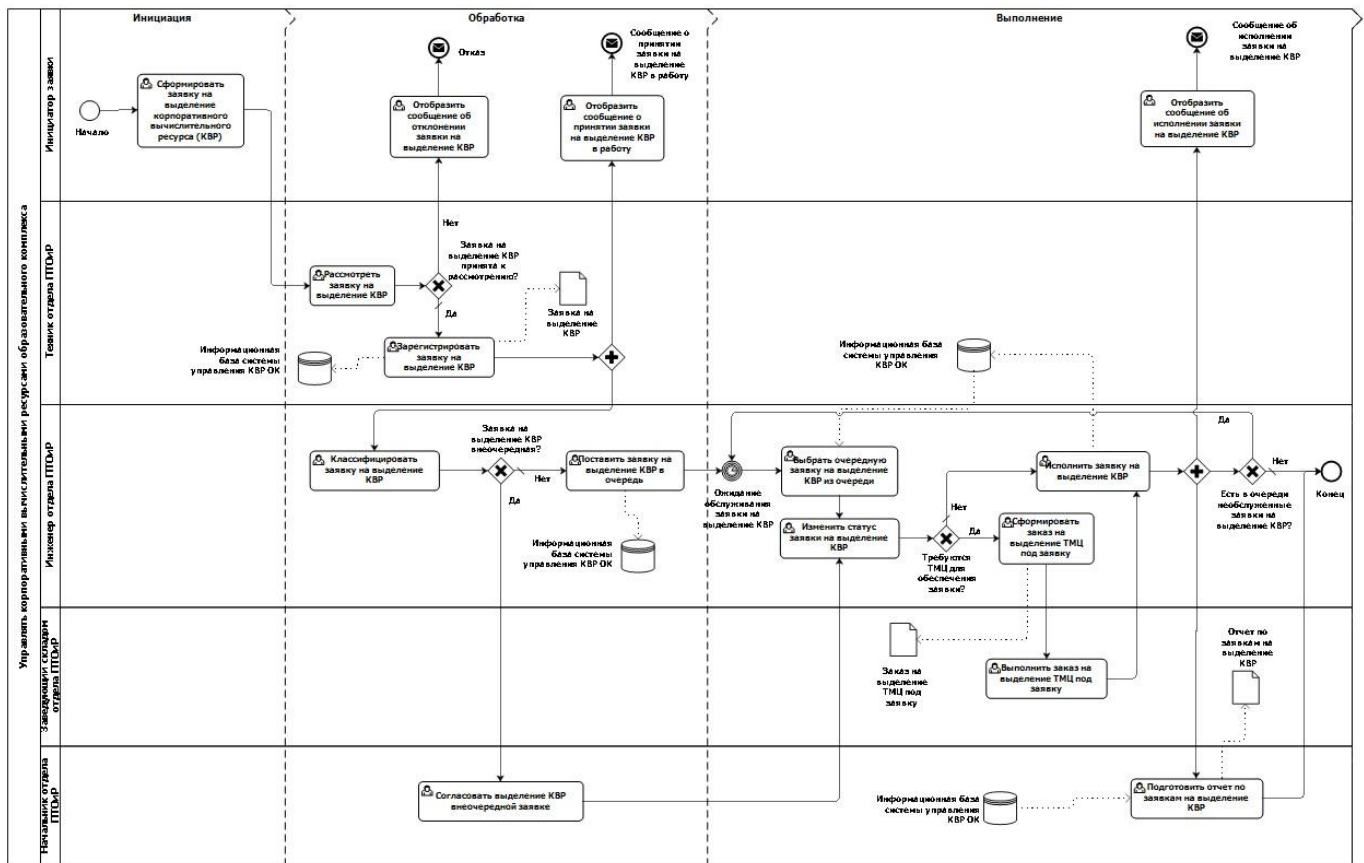 Инициация
Обработка
Выполнение
Управлять корпоративными вычислительными ресурсами образовательного комплекса
Инициатор заявки
Начало
Сформировать
заявку на
выделение
корпоративного
вычислительного
ресурса (КВР)
Отказ
Отобразить
сообщение об
отклонении
заявки на
выделение КВР
Сообщение о
принятии
заявки на
выделение
КВР в работу
Отобразить
сообщение о
принятии заявки
на выделение КВР
в работу
Сообщение об
исполнении
заявки на
выделение КВР
Отобразить
сообщение об
исполнении заявки
на выделение КВР
Техник отдела ПТОиР
Рассмотреть
заявку на
выделение КВР
Нет
Заявка на
выделение КВР
принята к
рассмотрению?
Да
Заявка на
выделение
КВР
Информационная
база системы
управления КВР ОК
Зарегистрировать
заявку на
выделение КВР
Информационная база
системы управления
КВР ОК
Инженер отдела ПТОиР
Классифицировать
заявку на выделение
КВР
Заявка на
выделение КВР
внеочередная?
Нет
Да
Поставить заявку на
выделение КВР в
очередь
Информационная
база системы
управления КВР ОК
Ожидание
обслуживания
заявки на
выделение КВР
Выбрать очередную
заявку на выделение
КВР из очереди
Изменить статус
заявки на выделение
КВР
Нет
Да
Требуются
ТМЦ для
обеспечения
заявки?
Исполнить заявку на
выделение КВР
Сформировать
заказ на
выделение ТМЦ
под заявку
Да
Нет
Есть в очереди
необслуженные
заявки на
выделение КВР?
Конец
Заведующий складом
отдела ПТОиР
Заказ на
выделение
ТМЦ под
заявку
Выполнить заказ на
выделение ТМЦ под
заявку
Отчет по
заявкам на
выделение
КВР
Начальник отдела
ПТОиР
Согласовать выделение КВР
внеочередной заявке
Информационная база
системы управления
КВР ОК
Подготовить отчет по
заявкам на выделение
КВР